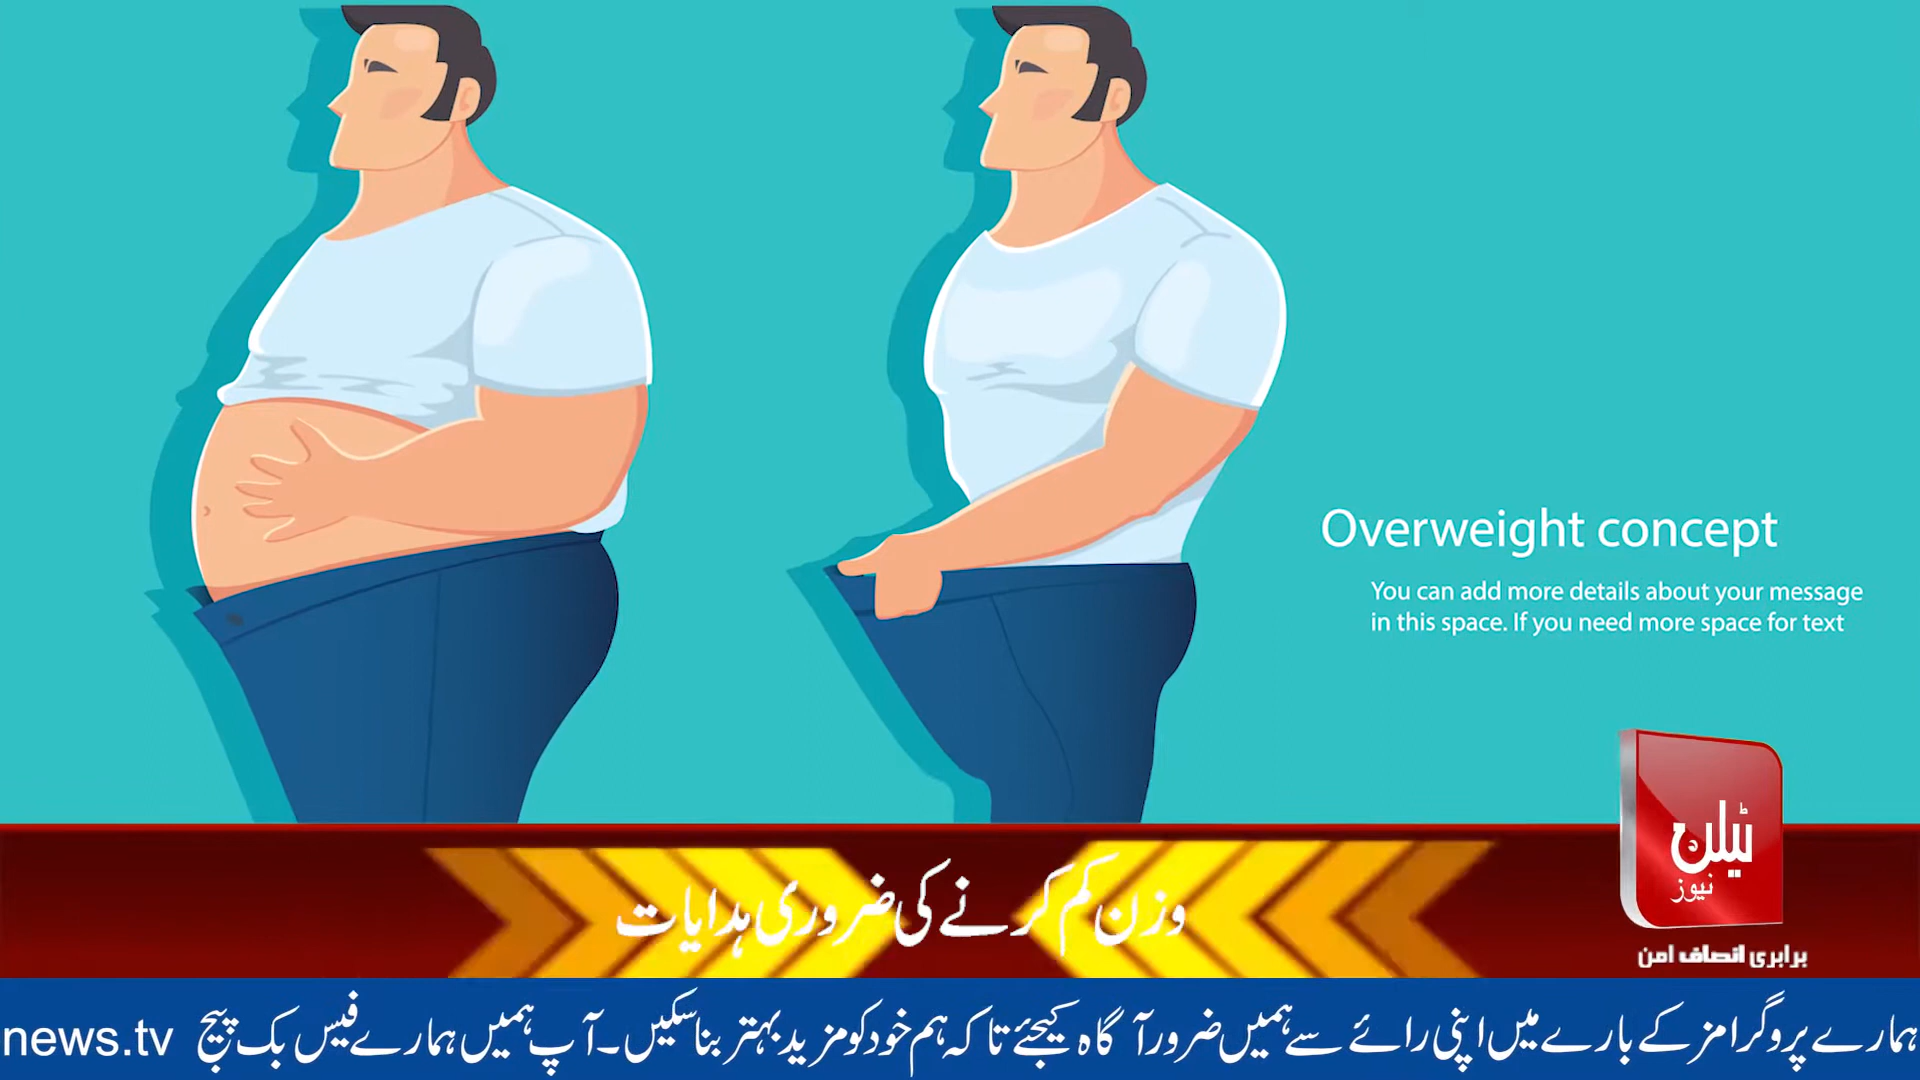 Overweight concept
You can add more details about your message
in this space. If you need more space for text
ٹیلن
نیوز
وزن کم کرنے کی ضروری ہدایات
برابری انصاف امن
ہمارے پروگرامز کے بارے میں اپنی رائے سے ہمیں ضرور آگاہ کیجئے تاکہ ہم خود کو مزید بہتر بنا سکیں۔ آپ ہمیں ہمارے فیس بک پیج news.tv